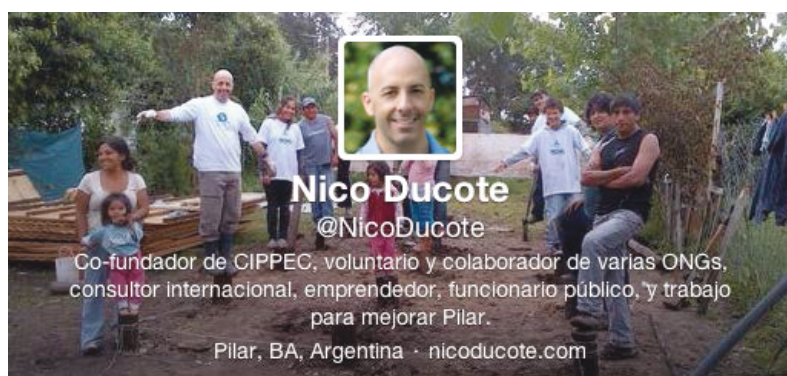 Nico Ducote
@NicoDucote
Co-fundador de CIPPEC, voluntario y colaborador de varias ONGs,
consultor internacional, emprendedor, funcionario público, y trabajo
para mejorar Pilar.
Pilar, BA, Argentina · nicoducote.com